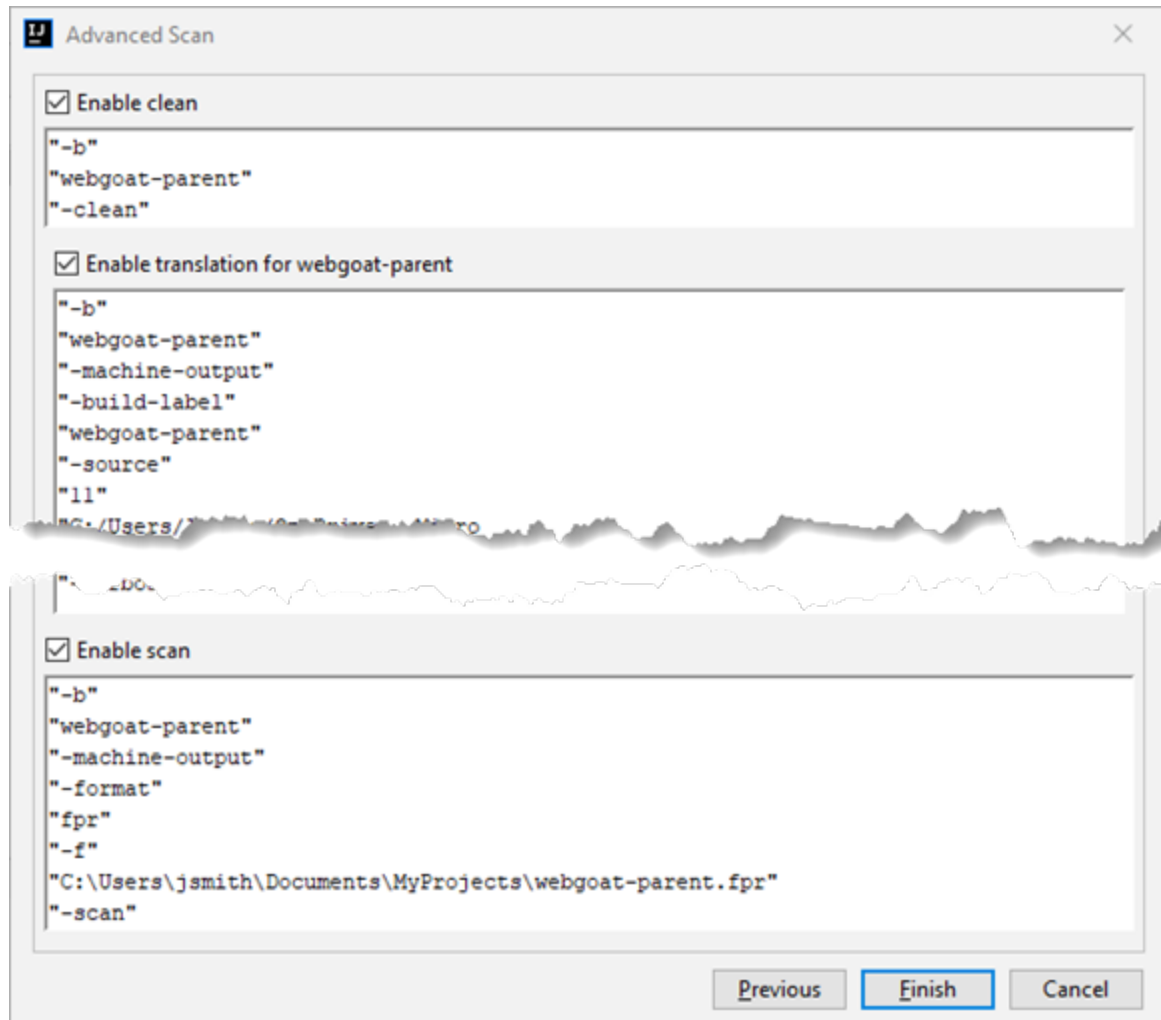 IJ
Advanced Scan
Enable clean
"-b"
"webgoat-parent"
"-clean"
Enable translation for webgoat-parent
"-b"
"webgoat-parent"
"-machine-output"
"-build-label"
"webgoat-parent"
"-source"
"11"
Enable scan
"-b"
"webgoat-parent"
"-machine-output"
"-format"
"fpr"
"-f"
"C:\Users\jsmith\Documents\MyProjects\webgoat-parent.fpr"
"-scan"
Previous
Finish
Cancel